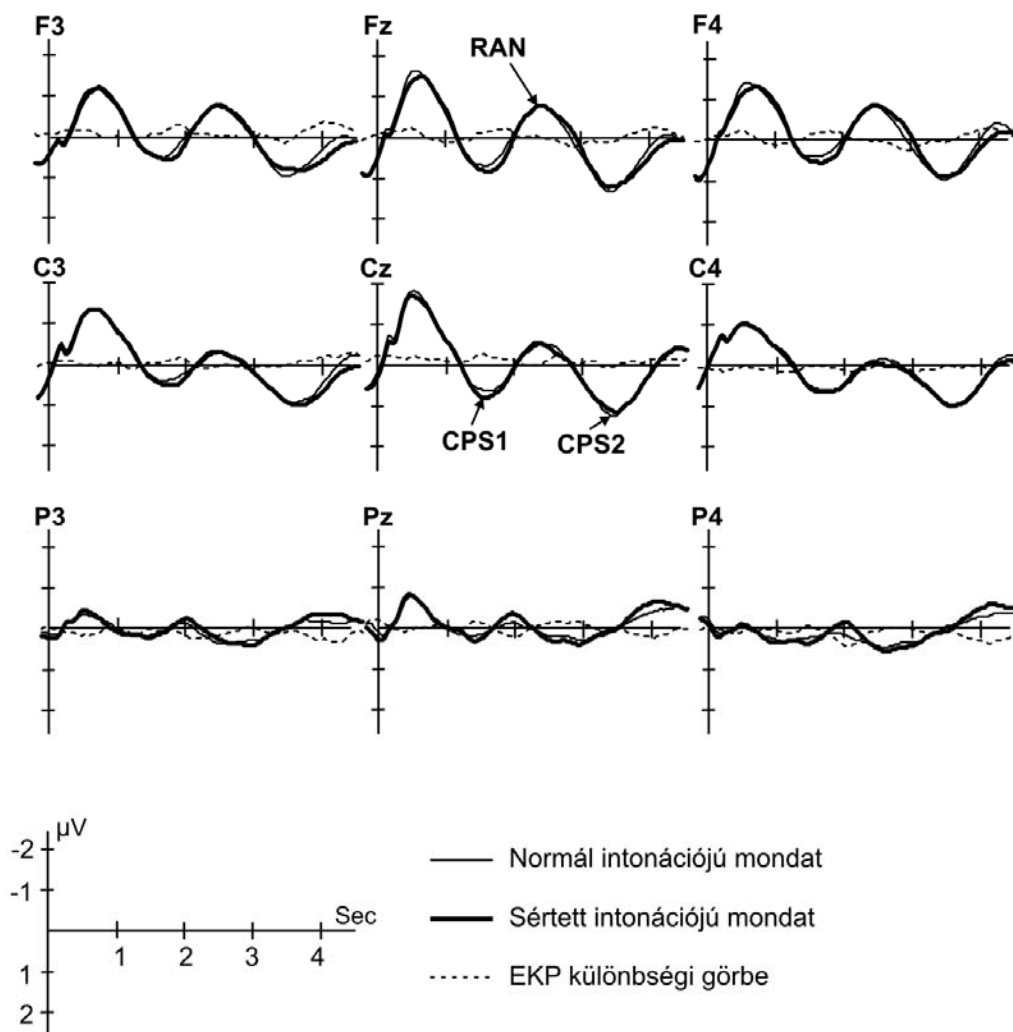 F3
Fz
F4
RAN
C3
Cz
C4
CPS1
CPS2
P3
Pz
P4
µV
-2
-1
Sec
1 2 3 4
1
2
Normál intonációjú mondat
Sértett intonációjú mondat
EKP különbségi görbe